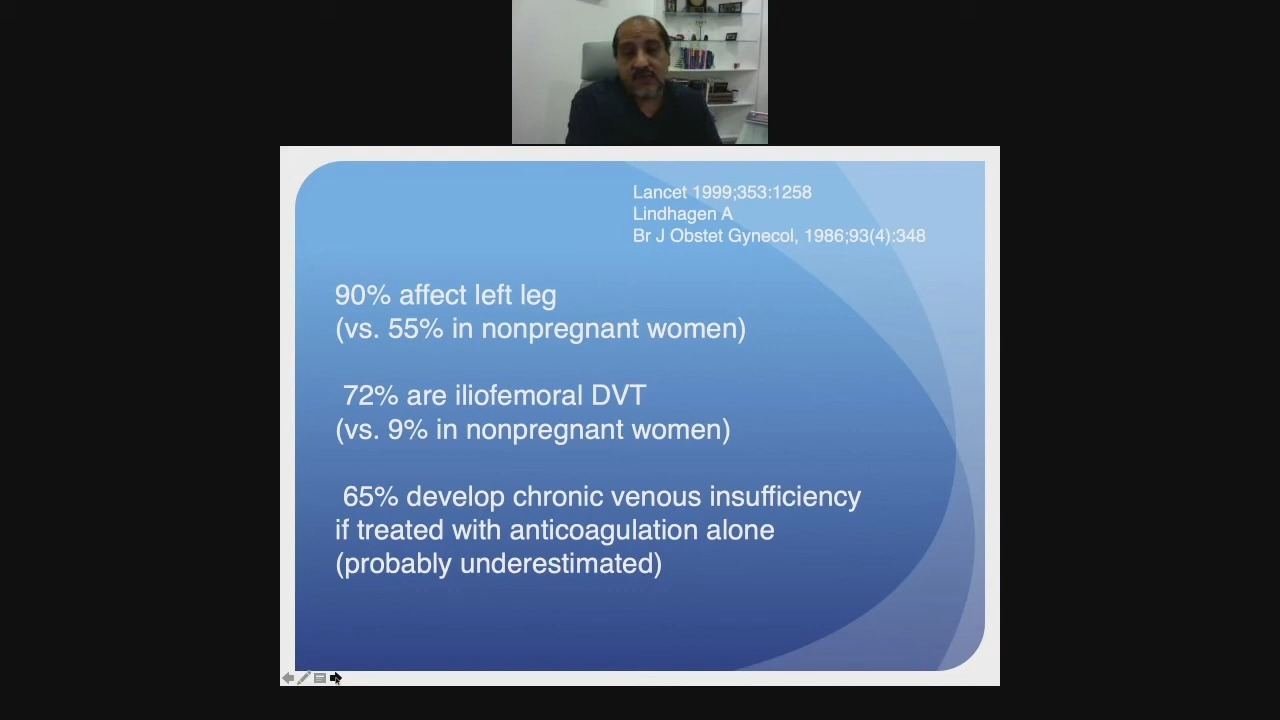 Lancet 1999;353:1258
Lindhagen A
Br J Obstet Gynecol, 1986;93(4):348
90% affect left leg
(vs. 55% in nonpregnant women)
72% are iliofemoral DVT
(vs. 9% in nonpregnant women)
65% develop chronic venous insufficiency
if treated with anticoagulation alone
(probably underestimated)